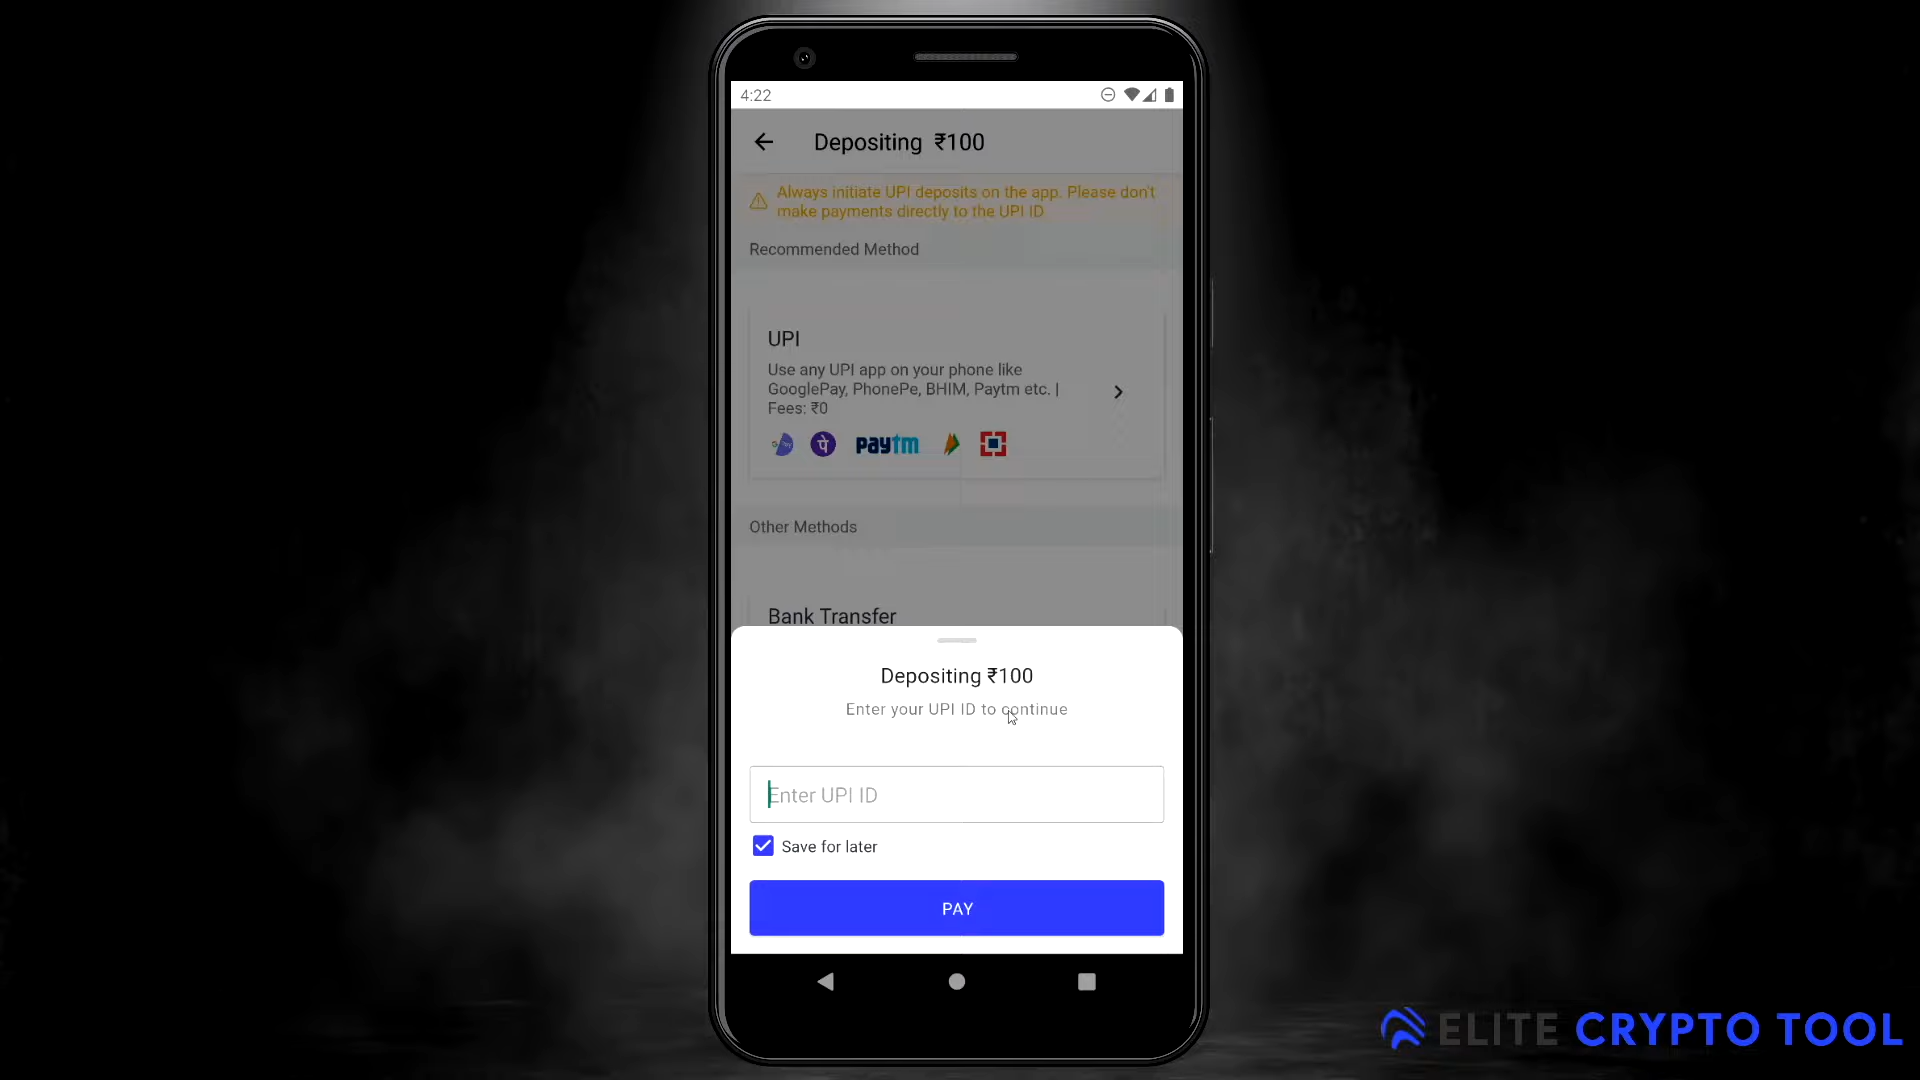 4:22
Depositing ₹100
Always initiate UPI deposits on the app. Please don't
make payments directly to the UPI ID
Recommended Method
UPI
Use any UPI app on your phone like
GooglePay, PhonePe, BHIM, Paytm etc. |
Fees: ₹0
पे paytm
Other Methods
Bank Transfer
Depositing ₹100
Enter your UPI ID to continue
Enter UPI ID
Save for later
PAY
ELITE CRYPTO TOOL